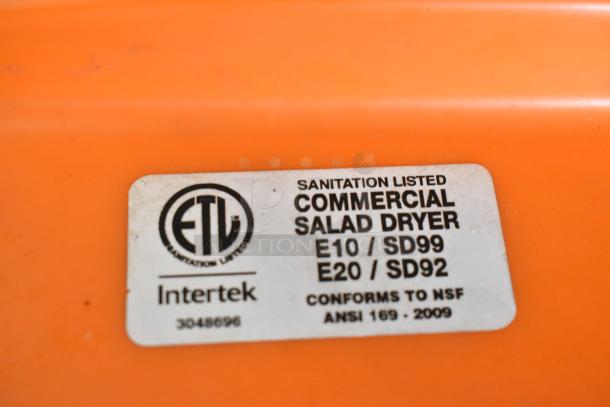 ETL
SANITATION LISTED
Intertek
3048696
SANITATION LISTED
COMMERCIAL
SALAD DRYER
E10 / SD99
E20 / SD92
CONFORMS TO NSF
ANSI 169 - 2009